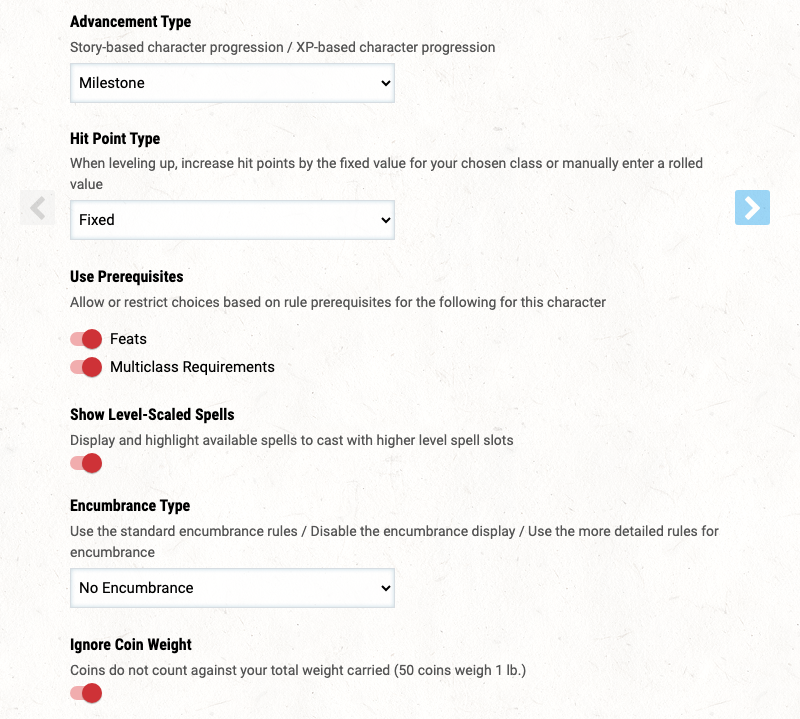 Advancement Type
Story-based character progression / XP-based character progression
Milestone
Hit Point Type
When leveling up, increase hit points by the fixed value for your chosen class or manually enter a rolled
value
Fixed
Use Prerequisites
Allow or restrict choices based on rule prerequisites for the following for this character
Feats
Multiclass Requirements
Show Level-Scaled Spells
Display and highlight available spells to cast with higher level spell slots
Encumbrance Type
Use the standard encumbrance rules / Disable the encumbrance display / Use the more detailed rules for
encumbrance
No Encumbrance
Ignore Coin Weight
Coins do not count against your total weight carried (50 coins weigh 1 lb.)